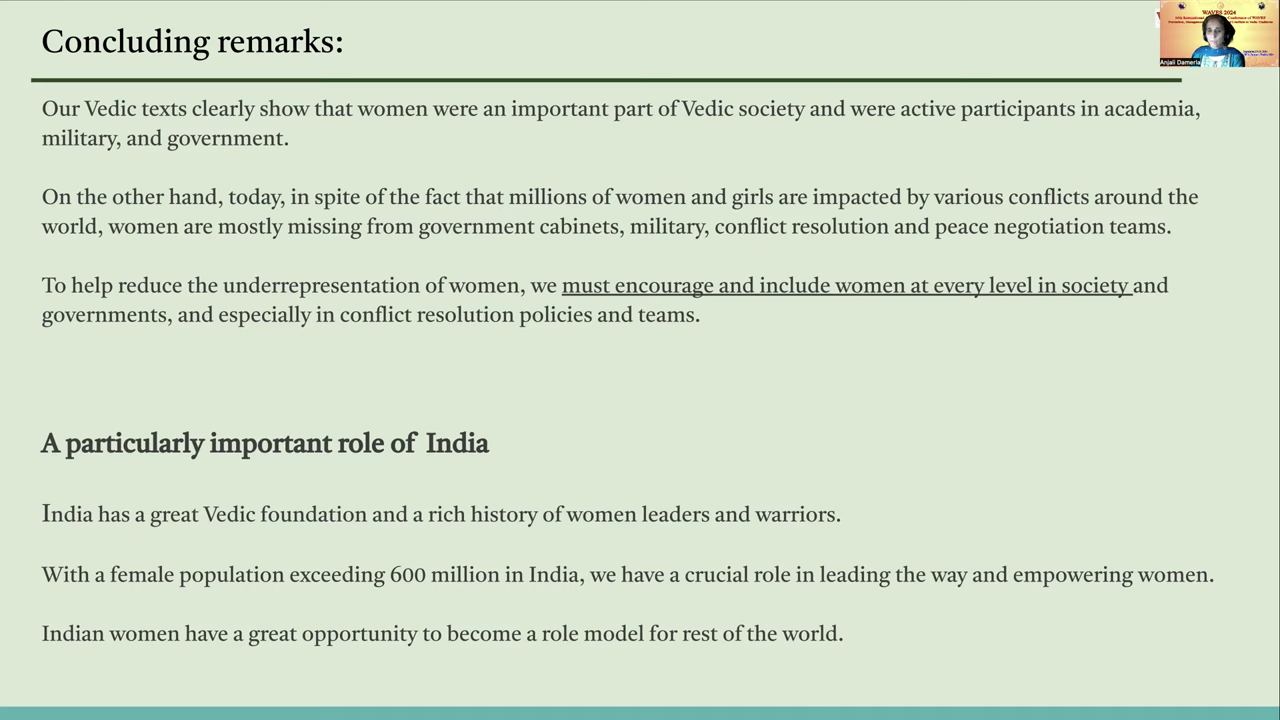 Concluding remarks:
WAVES 2024
Anjali Dameria
Our Vedic texts clearly show that women were an important part of Vedic society and were active participants in academia,
military, and government.
On the other hand, today, in spite of the fact that millions of women and girls are impacted by various conflicts around the
world, women are mostly missing from government cabinets, military, conflict resolution and peace negotiation teams.
To help reduce the underrepresentation of women, we must encourage and include women at every level in society and
governments, and especially in conflict resolution policies and teams.
A particularly important role of India
India has a great Vedic foundation and a rich history of women leaders and warriors.
With a female population exceeding 600 million in India, we have a crucial role in leading the way and empowering women.
Indian women have a great opportunity to become a role model for rest of the world.